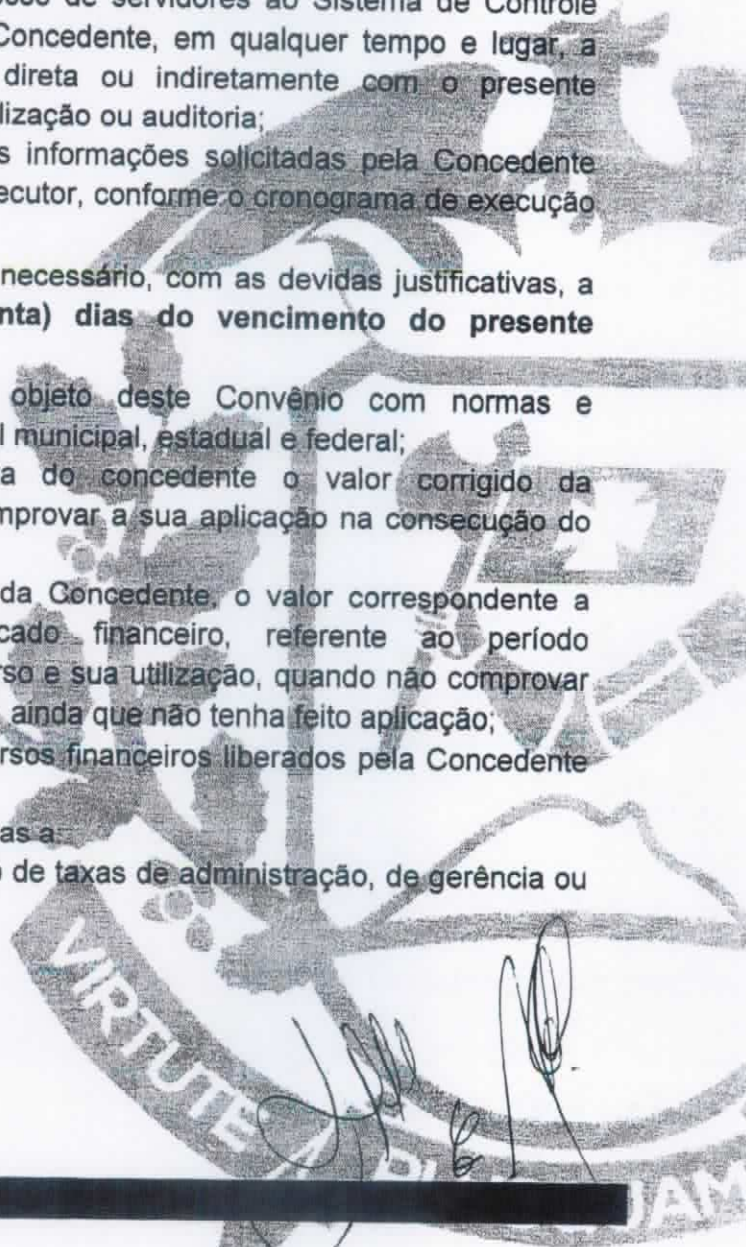 de servidores ao Sistema de Controle
Concedente, em qualquer tempo e lugar, a
direta ou indiretamente com o presente
lização ou auditoria;
s informações solicitadas pela Concedente
ecutor, conforme o cronograma de execução
necessário, com as devidas justificativas, a
nta) dias do vencimento do presente
objeto deste Convênio com normas e
l municipal, estadual e federal;
a do concedente o valor corrigido da
mprovar a sua aplicação na consecução do
da Concedente, o valor correspondente a
cado financeiro, referente ao período
rso e sua utilização, quando não comprovar
ainda que não tenha feito aplicação;
rsos financeiros liberados pela Concedente
as a:
o de taxas de administração, de gerência ou
VIRTUTE